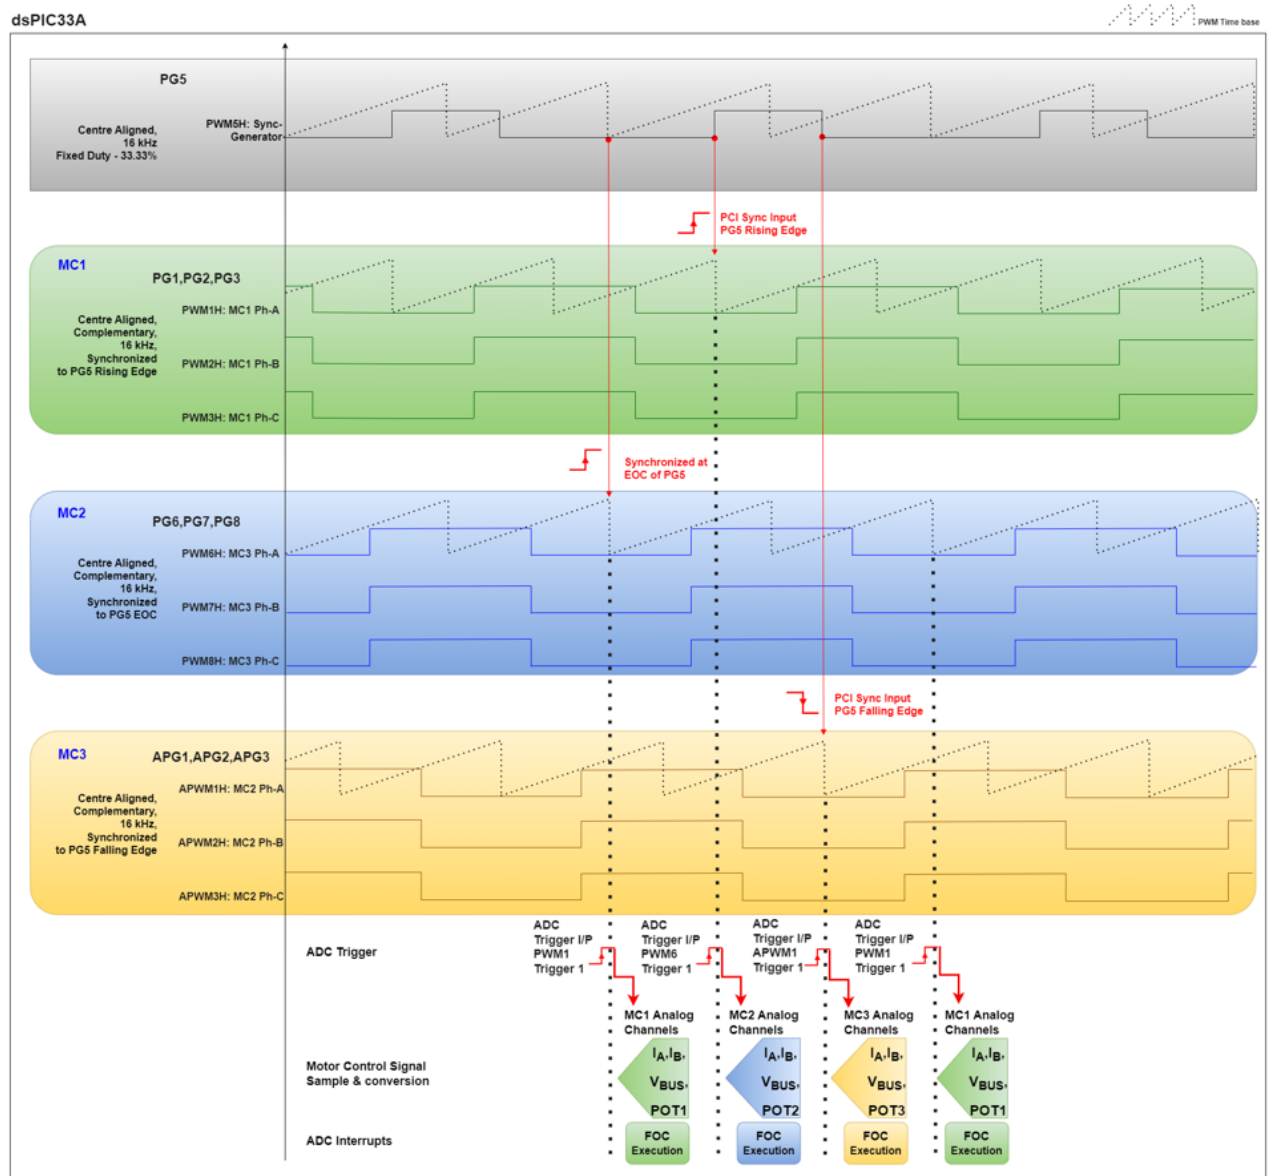 dsPIC33A
PWM Time base
PG5
Centre Aligned,
16 kHz
Fixed Duty - 33.33%
PWM5H: Sync-
Generator
PCI Sync Input
PG5 Rising Edge
MC1
PG1,PG2,PG3
Centre Aligned,
Complementary,
16 kHz,
Synchronized
to PG5 Rising Edge
PWM1H: MC1 Ph-A
PWM2H: MC1 Ph-B
PWM3H: MC1 Ph-C
Synchronized at
EOC of PG5
MC2
PG6,PG7,PG8
Centre Aligned,
Complementary,
16 kHz,
Synchronized
to PG5 EOC
PWM6H: MC3 Ph-A
PWM7H: MC3 Ph-B
PWM8H: MC3 Ph-C
PCI Sync Input
PG5 Falling Edge
MC3
APG1,APG2,APG3
Centre Aligned,
Complementary,
16 kHz,
Synchronized
to PG5 Falling Edge
APWM1H: MC2 Ph-A
APWM2H: MC2 Ph-B
APWM3H: MC2 Ph-C
ADC Trigger
ADC
Trigger I/P
PWM1
Trigger 1
ADC
Trigger I/P
PWM6
Trigger 1
ADC
Trigger I/P
APWM1
Trigger 1
ADC
Trigger I/P
PWM1
Trigger 1
MC1 Analog
Channels
MC2 Analog
Channels
MC3 Analog
Channels
MC1 Analog
Channels
Motor Control Signal
Sample & conversion
IA,IB,
VBUS,
POT1
IA,IB,
VBUS,
POT2
IA,IB,
VBUS,
POT3
IA,IB,
VBUS,
POT1
ADC Interrupts
FOC
Execution
FOC
Execution
FOC
Execution
FOC
Execution